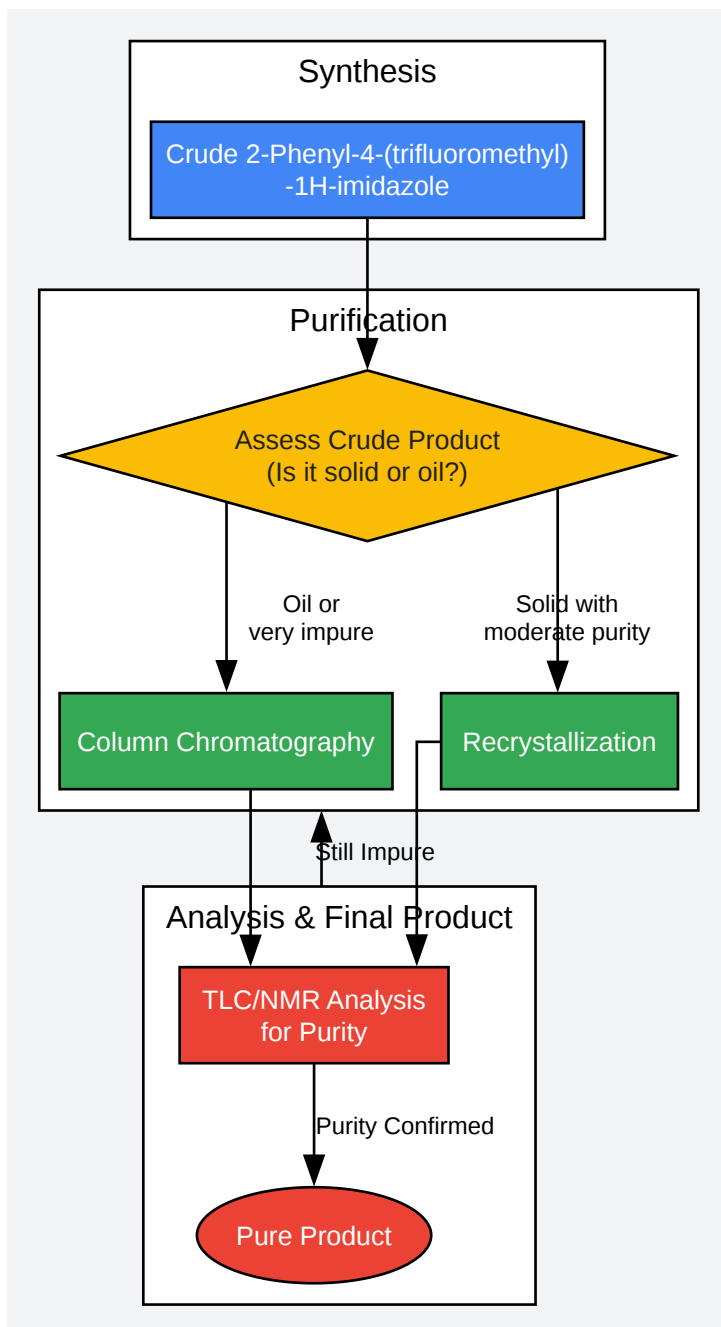 Synthesis
Crude 2-Phenyl-4-(trifluoromethyl)
-1H-imidazole
Purification
Assess Crude Product
(Is it solid or oil?)
Oil or
very impure
Solid with
moderate purity
Column Chromatography
Recrystallization
Still Impure
Analysis & Final Product
TLC/NMR Analysis
for Purity
Purity Confirmed
Pure Product